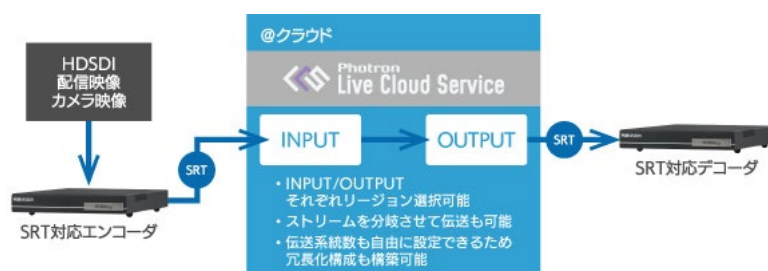 HDSDI
配信映像
カメラ映像
SRT
SRT対応エンコーダ
@クラウド
Photron
Live Cloud Service
INPUT
OUTPUT
・INPUT/OUTPUT
それぞれリージョン選択可能
・ストリームを分岐させて伝送も可能
・伝送系統数も自由に設定できるため
冗長化構成も構築可能
SRT
SRT対応デコーダ